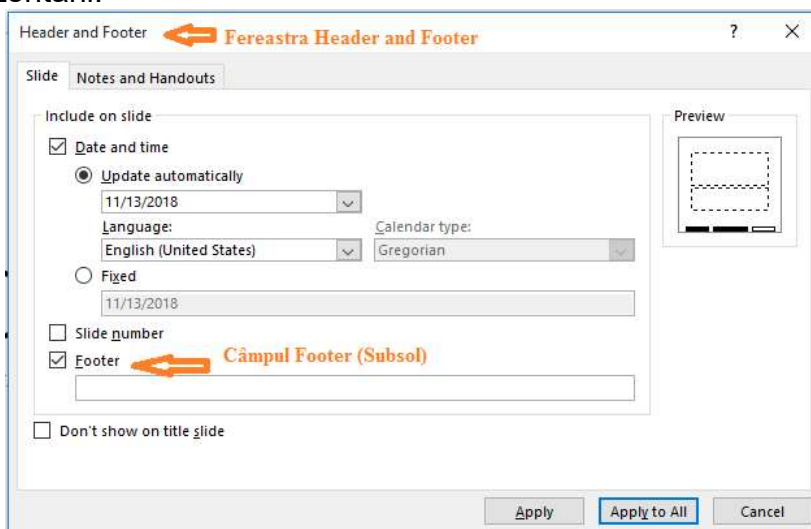 Header and Footer
Fereastra Header and Footer
?
Slide
Notes and Handouts
Include on slide
Preview
Date and time
Update automatically
11/13/2018
Language:
Calendar type:
English (United States)
Gregorian
Fixed
11/13/2018
Slide number
Footer
Câmpul Footer (Subsol)
Don't show on title slide
Apply
Apply to All
Cancel